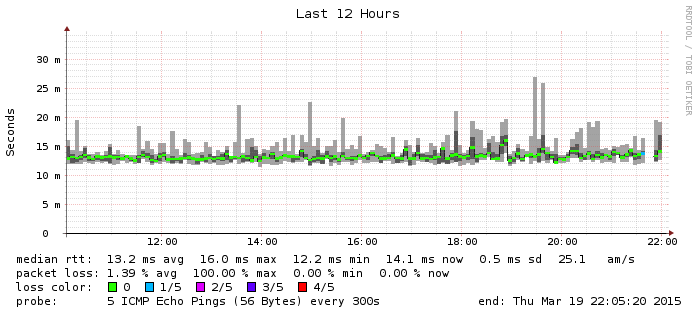 Last 12 Hours
RRDTOOL / TOBI OETIKER
Seconds
30 m
25 m
20 m
15 m
10 m
5 m
0
12:00 14:00 16:00 18:00 20:00 22:00
median rtt: 13.2 ms avg 16.0 ms max 12.2 ms min 14.1 ms now 0.5 ms sd 25.1 am/s
packet loss: 1.39 % avg 100.00 % max 0.00 % min 0.00 % now
loss color: 0 1/5 2/5 3/5 4/5
probe: 5 ICMP Echo Pings (56 Bytes) every 300s end: Thu Mar 19 22:05:20 2015